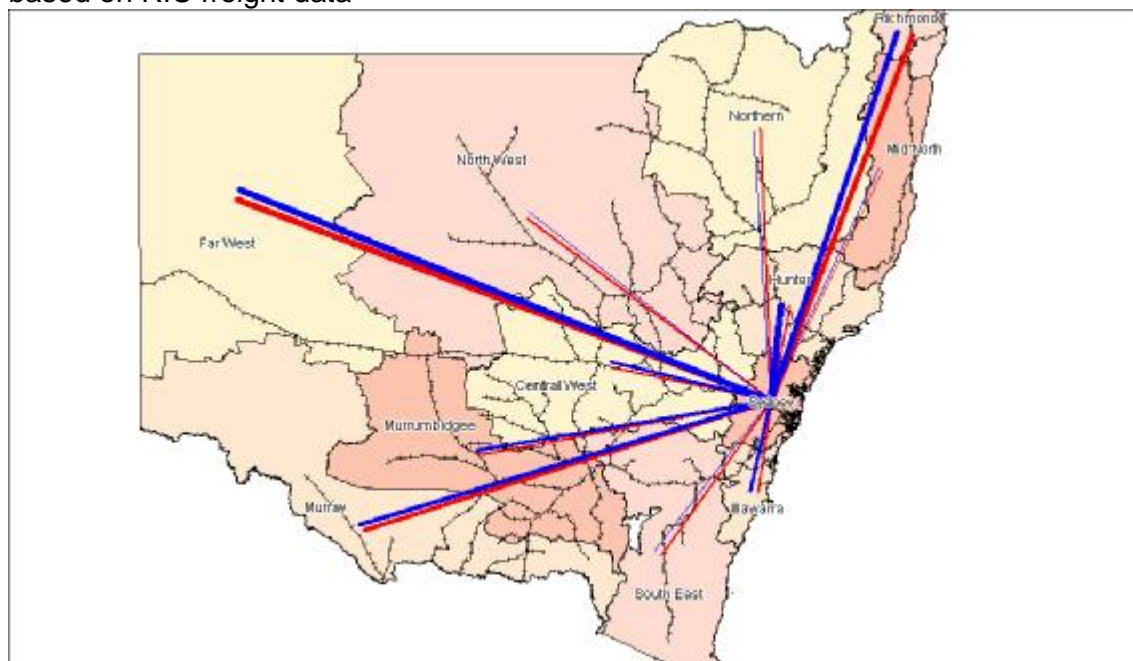 based on RIC freight data
Richmond
Northern
Mid North
North West
Far West
Hunter
Central West
Sydney
Murrumbidgee
Murray
Illawarra
South East